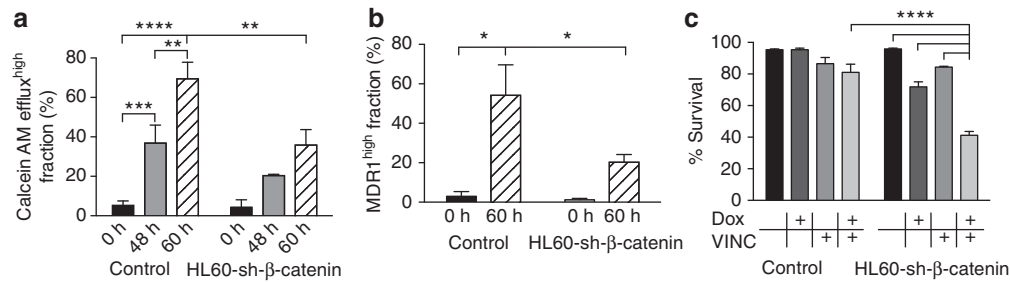 a
****
**
**
***
Calcein AM efflux^high
fraction (%)
80
60
40
20
0
0 h
48 h
60 h
0 h
48 h
60 h
Control
HL60-sh-β-catenin
b
*
*
MDR1^high fraction (%)
80
60
40
20
0
0 h
60 h
0 h
60 h
Control
HL60-sh-β-catenin
c
****
% Survival
100
80
60
40
20
0
Dox + + + +
VINC + + + +
Control
HL60-sh-β-catenin